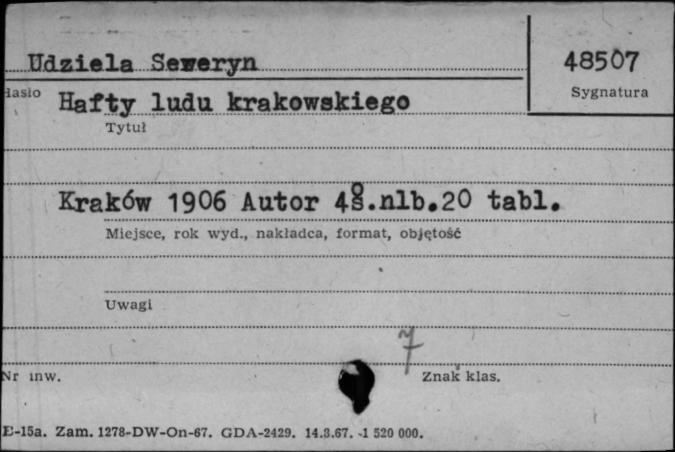 Udziela Seweryn 48507
Hasło Sygnatura
Hafty ludu krakowskiego
Tytuł
Kraków 1906 Autor 48.nlb.20 tabl.
Miejsce, rok wyd., nakładca, format, objętość
Uwagi
7
Nr inw. Znak klas.
E-15a. Zam. 1278-DW-On-67. GDA-2429. 14.3.67. -1 520 000.